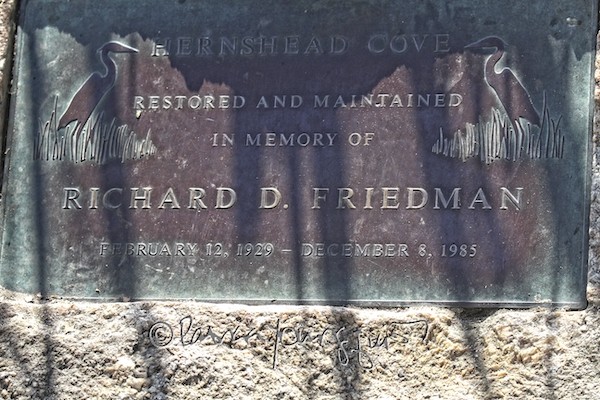 HERNSHEAD COVE
RESTORED AND MAINTAINED
IN MEMORY OF
RICHARD D. FRIEDMAN
FEBRUARY 12, 1929 – DECEMBER 8, 1985
©